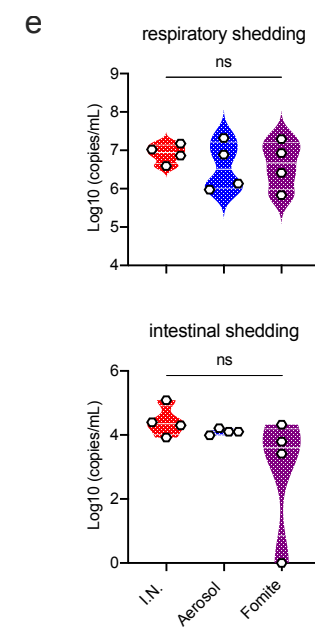 e
respiratory shedding
ns
Log10 (copies/mL)
9
8
7
6
5
4
intestinal shedding
ns
Log10 (copies/mL)
6
4
2
0
I.N.
Aerosol
Fomite